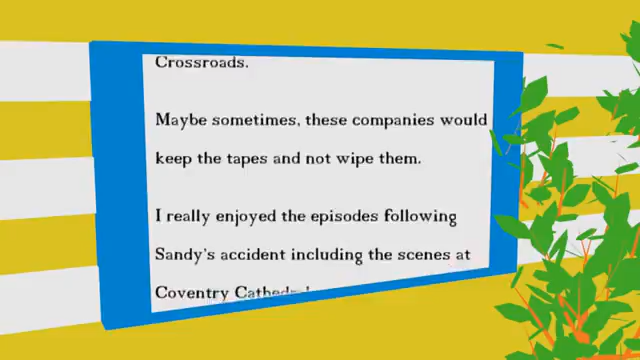 Crossroads.
Maybe sometimes, these companies would
keep the tapes and not wipe them.
I really enjoyed the episodes following
Sandy's accident including the scenes at
Coventry